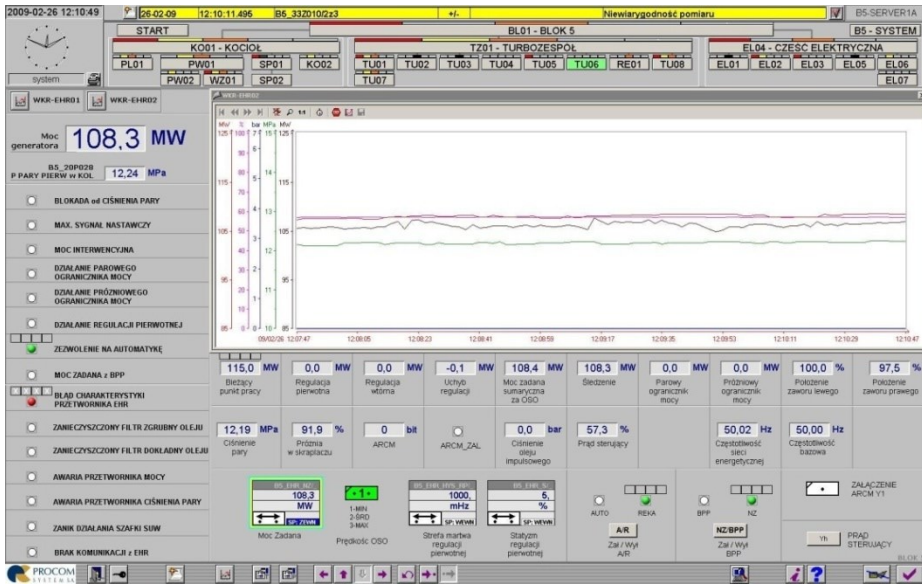 2009-02-26 12:10:49
26-02-09 12:10:11.495 B5_33Z010/2z3 +/- Niewiarygodność pomiaru
B5-SERVER1A
START
BL01 - BLOK 5
B5 - SYSTEM
KO01 - KOCIOŁ
TZ01 - TURBOZESPÓŁ
EL04 - CZEŚĆ ELEKTRYCZNA
PL01 PW01 SP01 KO02 TU01 TU02 TU03 TU04 TU05 TU06 RE01 TU08 EL01 EL02 EL03 EL05 EL06
system
PW02 WZ01 SP02 TU07 EL07
WKR-EHR01 WKR-EHR02
WKR-EHR02
Moc generatora 108,3 MW
B5_20P028
P PARY PIERW w KOL 12,24 MPa
BLOKADA od CIŚNIENIA PARY
MAX. SYGNAŁ NASTAWCZY
MOC INTERWENCYJNA
DZIAŁANIE PAROWEGO
OGRANICZNIKA MOCY
DZIAŁANIE PRÓŻNIOWEGO
OGRANICZNIKA MOCY
DZIAŁANIE REGULACJI PIERWOTNEJ
ZEZWOLENIE NA AUTOMATYKĘ
MOC ZADANA z BPP
BŁĄD CHARAKTERYSTYKI
PRZETWORNIKA EHR
ZANIECZYSZCZONY FILTR ZGRUBNY OLEJU
ZANIECZYSZCZONY FILTR DOKŁADNY OLEJU
AWARIA PRZETWORNIKA MOCY
AWARIA PRZETWORNIKA CIŚNIENIA PARY
ZANIK DZIAŁANIA SZAFKI SUW
BRAK KOMUNIKACJI z EHR
MW % bar MPa MW
125 100 7 15 125
90 6
80 14
115 5 115
70
60 4 13
105 50 105
40 3 12
30
95 2 95
20 11
10 1
85 0 0 10 85
09/02/26 12:07:47 12:08:05 12:08:23 12:08:41 12:08:59 12:09:17 12:09:35 12:09:53 12:10:11 12:10:29 12:10:47
115,0 MW 0,0 MW 0,0 MW -0,1 MW 108,4 MW 108,3 MW 0,0 MW 0,0 MW 100,0 % 97,5 %
Bieżący punkt pracy
Regulacja pierwotna
Regulacja wtórna
Uchyb regulacji
Moc zadana sumaryczna za OSO
Śledzenie
Parowy ogranicznik mocy
Próżniowy ogranicznik mocy
Położenie zaworu lewego
Położenie zaworu prawego
12,19 MPa 91,9 % 0 bit 0,0 bar 57,3 % 50,02 Hz 50,00 Hz
Ciśnienie pary
Próżnia w skraplaczu
ARCM
ARCM_ZAL
Ciśnienie oleju impulsowego
Prąd sterujący
Częstotliwość sieci energetycznej
Częstotliwość bazowa
108,3
MW
SP: ZEWN
Moc Zadana
1
1-MIN
2-ŚRD
3-MAX
Prędkość OSO
1000,
mHz
SP: WEWN
Strefa martwa
regulacji
pierwotnej
5,
%
SP: WEWN
Statyzm
regulacji
pierwotnej
AUTO REKA
A/R
Zał / Wył
A/R
BPP NZ
NZ/BPP
Zał / Wył
BPP
ZAŁĄCZENIE
ARCM Y1
Yh
PRĄD
STERUJĄCY
BLOK
PROCOM
SYSTEM SA